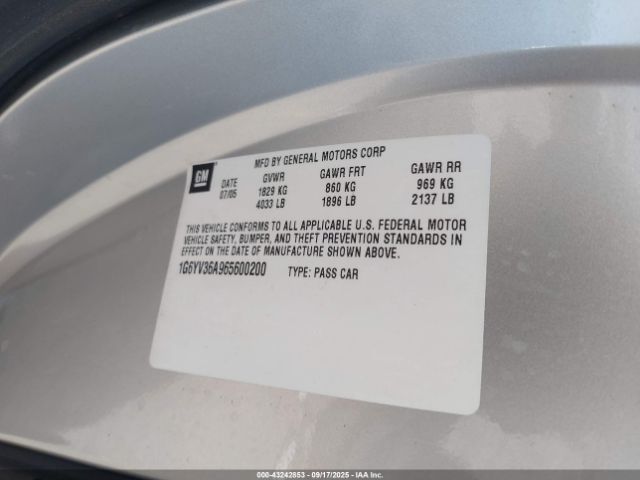 MFD BY GENERAL MOTORS CORP
GM
DATE GVWR GAWR FRT GAWR RR
07/05 1829 KG 860 KG 969 KG
4033 LB 1896 LB 2137 LB
THIS VEHICLE CONFORMS TO ALL APPLICABLE U.S. FEDERAL MOTOR
VEHICLE SAFETY, BUMPER, AND THEFT PREVENTION STANDARDS IN
EFFECT ON THE DATE OF MANUFACTURE SHOWN ABOVE.
1G6YV36A965600200 TYPE: PASS CAR
000-43242653 09/17/2025 IAAI.COM